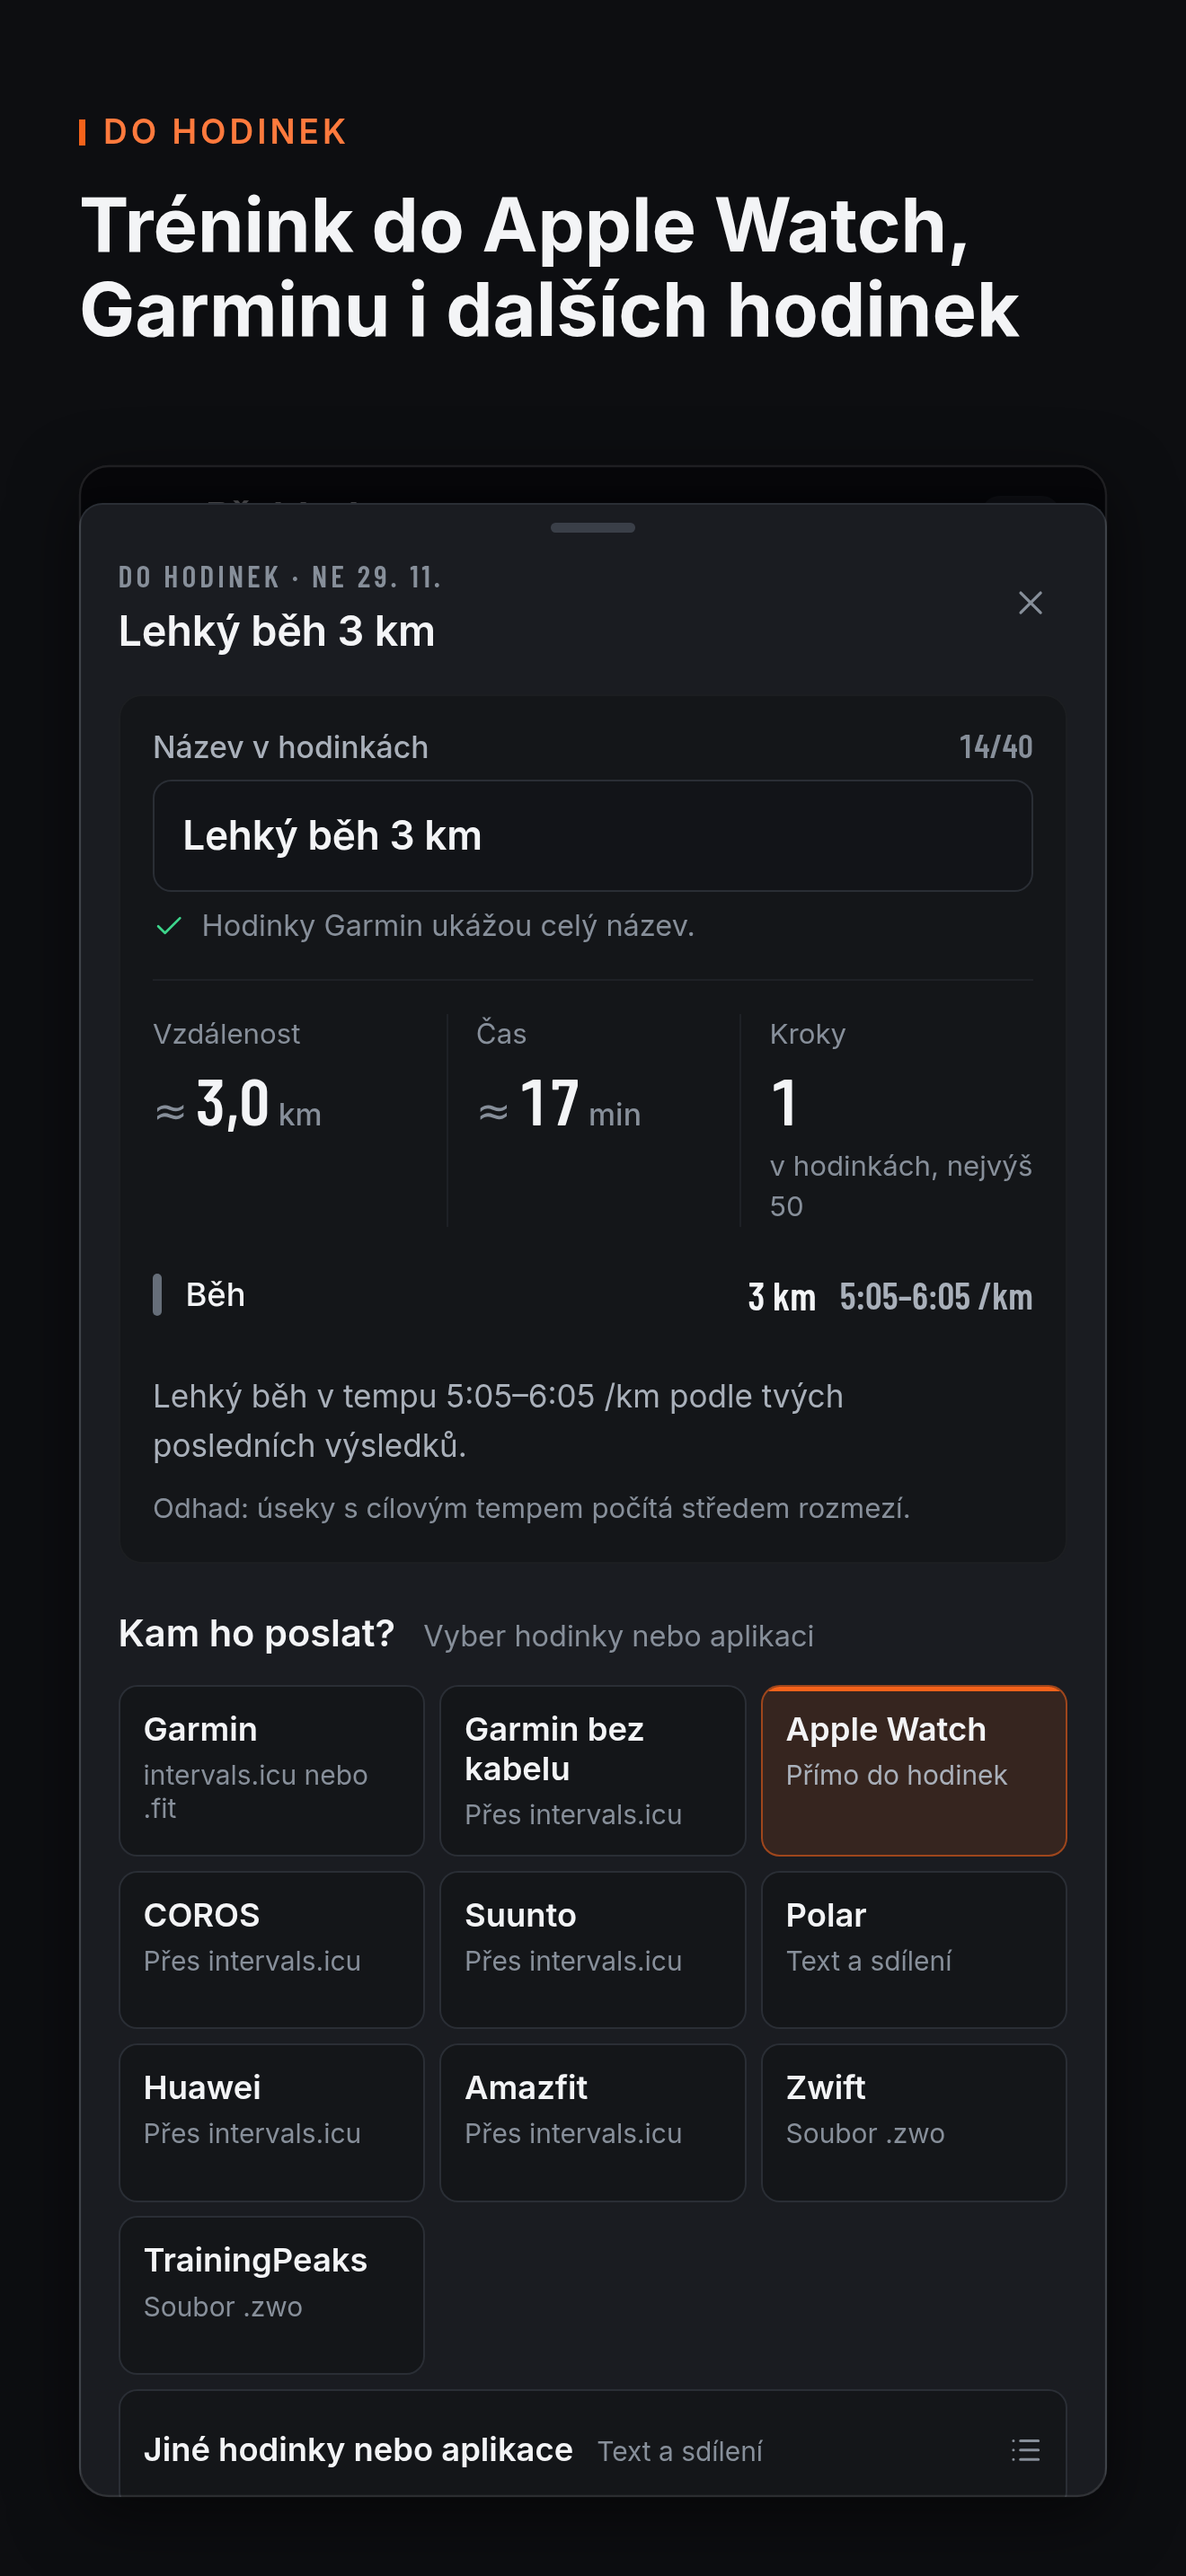 DO HODINEK
Trénink do Apple Watch,
Garminu i dalších hodinek
DO HODINEK · NE 29. 11.
Lehký běh 3 km
Název v hodinkách 14/40
Lehký běh 3 km
Hodinky Garmin ukážou celý název.
Vzdálenost Čas Kroky
≈ 3,0 km ≈ 17 min 1
v hodinkách, nejvýš
50
Běh 3 km 5:05–6:05 /km
Lehký běh v tempu 5:05–6:05 /km podle tvých
posledních výsledků.
Odhad: úseky s cílovým tempem počítá středem rozmezí.
Kam ho poslat? Vyber hodinky nebo aplikaci
Garmin
intervals.icu nebo
.fit
Garmin bez
kabelu
Přes intervals.icu
Apple Watch
Přímo do hodinek
COROS
Přes intervals.icu
Suunto
Přes intervals.icu
Polar
Text a sdílení
Huawei
Přes intervals.icu
Amazfit
Přes intervals.icu
Zwift
Soubor .zwo
TrainingPeaks
Soubor .zwo
Jiné hodinky nebo aplikace Text a sdílení